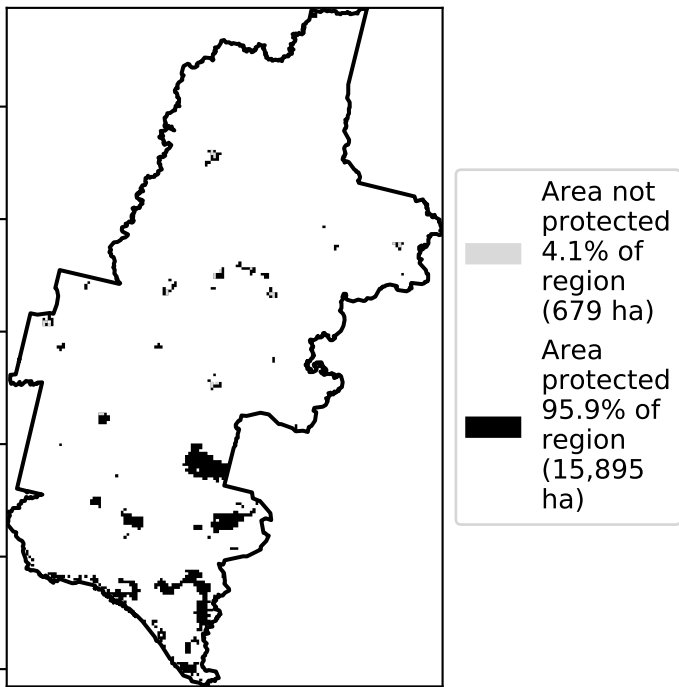 Area not
protected
4.1% of
region
(679 ha)
Area
protected
95.9% of
region
(15,895
ha)